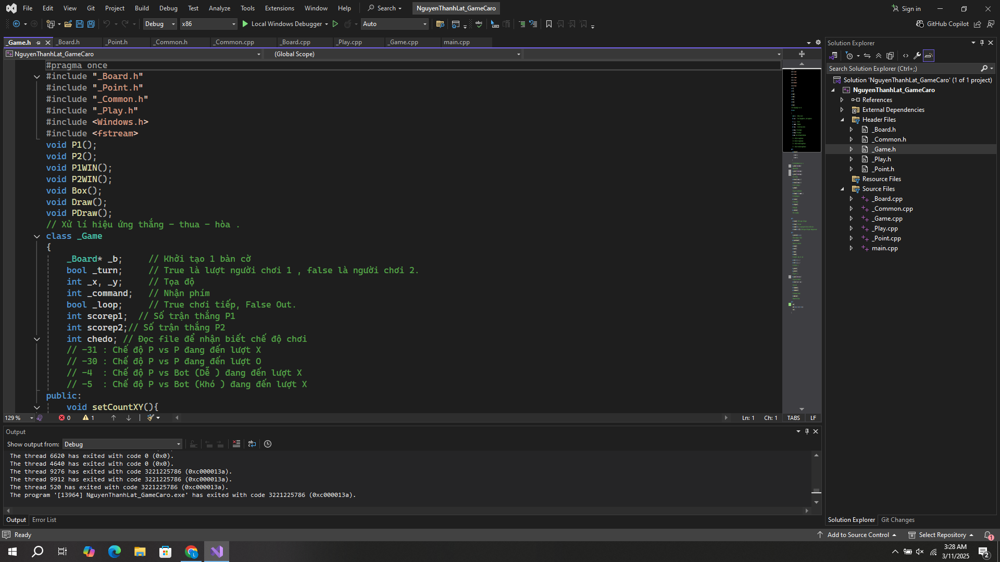 File Edit View Git Project Build Debug Test Analyze Tools Extensions Window Help Search NguyenThanhLat_GameCaro Sign in
Debug x86 Local Windows Debugger Auto GitHub Copilot
_Game.h _Board.h _Point.h _Common.h _Common.cpp _Board.cpp _Play.cpp _Game.cpp main.cpp
NguyenThanhLat_GameCaro (Global Scope)
#pragma once
#include "_Board.h"
#include "_Point.h"
#include "_Common.h"
#include "_Play.h"
#include <Windows.h>
#include <fstream>
void P1();
void P2();
void P1WIN();
void P2WIN();
void Box();
void Draw();
void PDraw();
// Xử lí hiệu ứng thắng - thua - hòa .
class _Game
{
_Board* _b; // Khởi tạo 1 bàn cờ
bool _turn; // True là lượt người chơi 1 , false là người chơi 2.
int _x, _y; // Tọa độ
int _command; // Nhận phím
bool _loop; // True chơi tiếp, False Out.
int scorep1; // Số trận thắng P1
int scorep2;// Số trận thắng P2
int chedo; // Đọc file để nhận biết chế độ chơi
// -31 : Chế độ P vs P đang đến lượt X
// -30 : Chế độ P vs P đang đến lượt O
// -4 : Chế độ P vs Bot (Dễ ) đang đến lượt X
// -5 : Chế độ P vs Bot (Khó ) đang đến lượt X
public:
void setCountXY(){
129 % 0 1 Ln: 1 Ch: 1 TABS LF
Output
Show output from: Debug
The thread 6620 has exited with code 0 (0x0).
The thread 4640 has exited with code 0 (0x0).
The thread 9276 has exited with code 3221225786 (0xc000013a).
The thread 9912 has exited with code 3221225786 (0xc000013a).
The thread 520 has exited with code 3221225786 (0xc000013a).
The program '[13964] NguyenThanhLat_GameCaro.exe' has exited with code 3221225786 (0xc000013a).
Output Error List
Solution Explorer
Search Solution Explorer (Ctrl+;)
Solution 'NguyenThanhLat_GameCaro' (1 of 1 project)
NguyenThanhLat_GameCaro
References
External Dependencies
Header Files
_Board.h
_Common.h
_Game.h
_Play.h
_Point.h
Resource Files
Source Files
_Board.cpp
_Common.cpp
_Game.cpp
_Play.cpp
_Point.cpp
main.cpp
Solution Explorer Git Changes
Ready Add to Source Control Select Repository 1
3:28 AM
3/11/2025
2